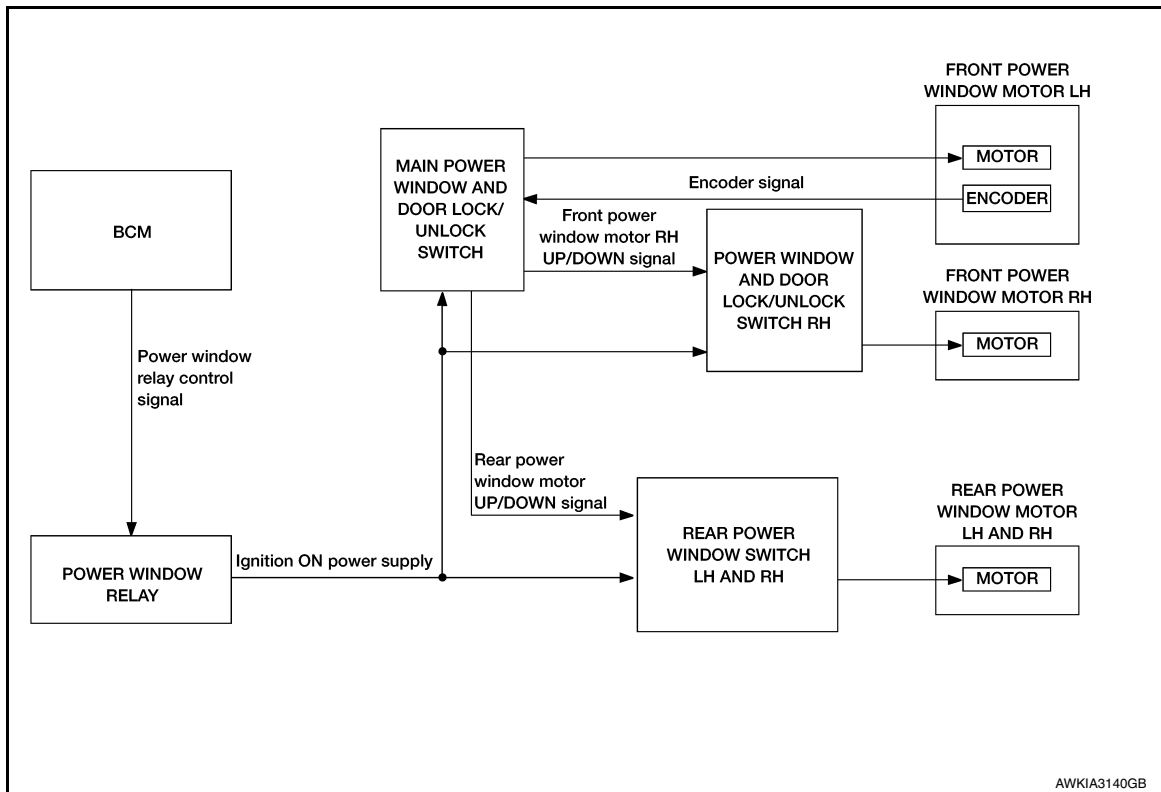 FRONT POWER
WINDOW MOTOR LH
MOTOR
ENCODER
MAIN POWER
WINDOW AND
DOOR LOCK/
UNLOCK
SWITCH
Encoder signal
BCM
Front power
window motor RH
UP/DOWN signal
POWER WINDOW
AND DOOR
LOCK/UNLOCK
SWITCH RH
FRONT POWER
WINDOW MOTOR RH
MOTOR
Power window
relay control
signal
Rear power
window motor
UP/DOWN signal
REAR POWER
WINDOW SWITCH
LH AND RH
REAR POWER
WINDOW MOTOR
LH AND RH
MOTOR
Ignition ON power supply
POWER WINDOW
RELAY
AWKIA3140GB